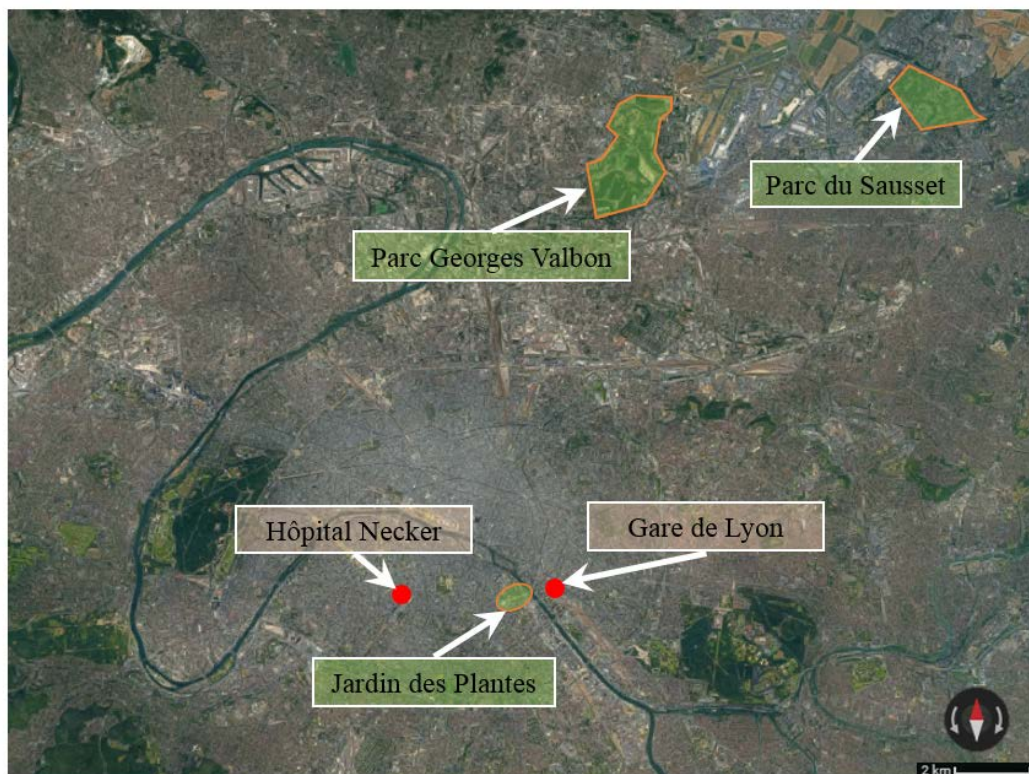 Parc du Sausset
Parc Georges Valbon
Hôpital Necker
Gare de Lyon
Jardin des Plantes
2 km